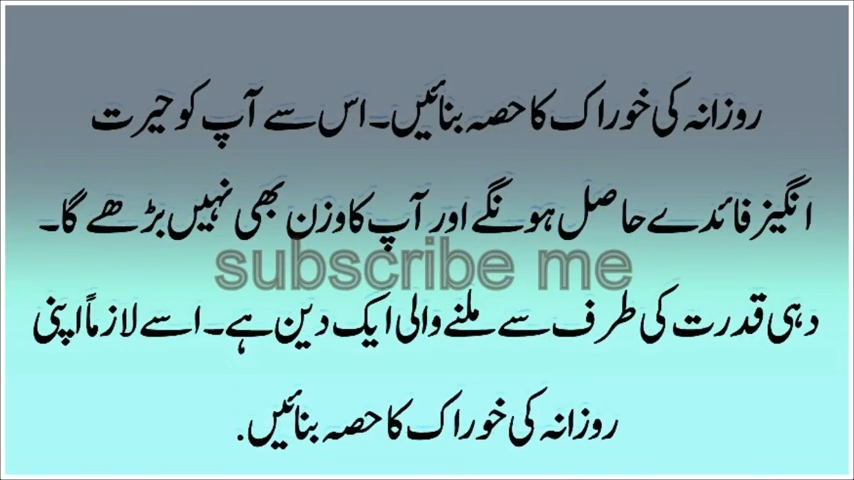 روزانہ کی خوراک کا حصہ بنائیں۔ اس سے آپ کو حیرت
انگیز فائدے حاصل ہونگے اور آپ کا وزن بھی نہیں بڑھے گا۔
subscribe me
دہی قدرت کی طرف سے ملنے والی ایک دین ہے۔ اسے لازماً اپنی
روزانہ کی خوراک کا حصہ بنائیں.